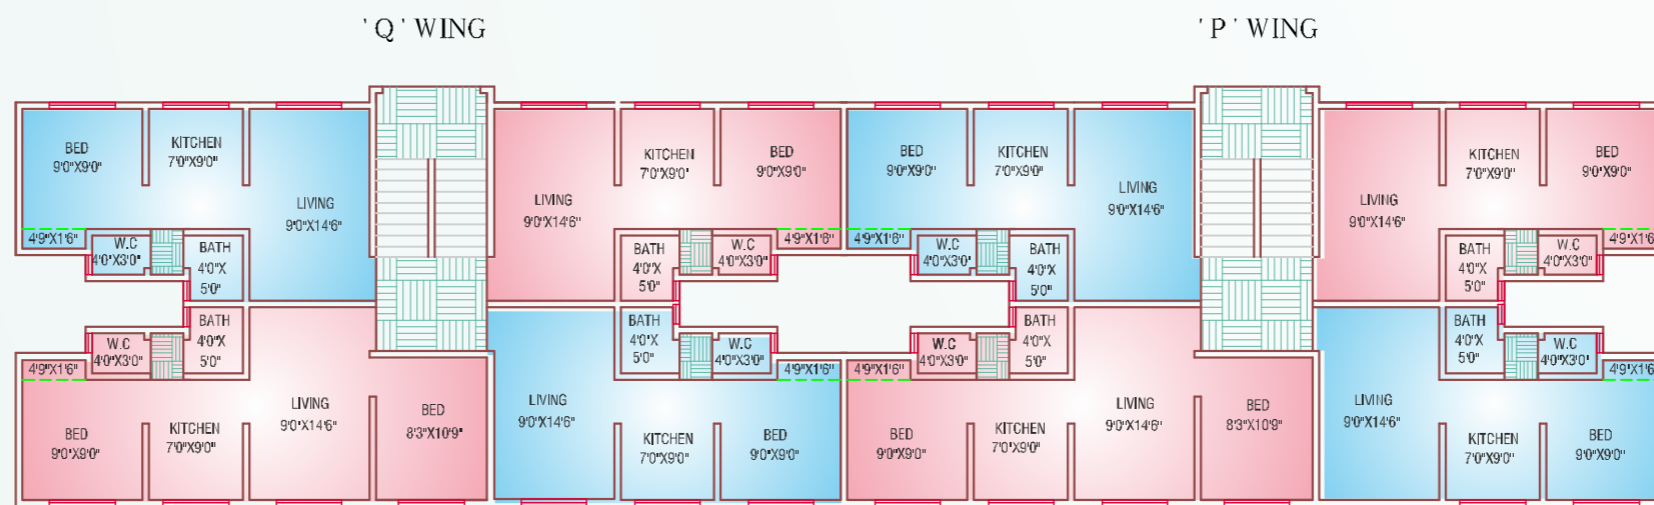 'Q' WING
'P' WING
BED
9'0"X9'0"
KITCHEN
7'0"X9'0"
LIVING
9'0"X14'6"
4'9"X1'6"
W.C
4'0"X3'0"
BATH
4'0"X
5'0"
LIVING
9'0"X14'6"
KITCHEN
7'0"X9'0"
BED
9'0"X9'0"
BATH
4'0"X
5'0"
W.C
4'0"X3'0"
4'9"X1'6"
BED
9'0"X9'0"
KITCHEN
7'0"X9'0"
LIVING
9'0"X14'6"
4'9"X1'6"
W.C
4'0"X3'0"
BATH
4'0"X
5'0"
LIVING
9'0"X14'6"
KITCHEN
7'0"X9'0"
BED
9'0"X9'0"
BATH
4'0"X
5'0"
W.C
4'0"X3'0"
4'9"X1'6
BATH
4'0"X
5'0"
W.C
4'0"X3'0"
4'9"X1'6"
BED
9'0"X9'0"
KITCHEN
7'0"X9'0"
LIVING
9'0"X14'6"
BED
8'3"X10'9"
BATH
4'0"X
5'0"
W.C
4'0"X3'0"
4'9"X1'6"
LIVING
9'0"X14'6"
KITCHEN
7'0"X9'0"
BED
9'0"X9'0"
BATH
4'0"X
5'0"
W.C
4'0"X3'0"
4'9"X1'6"
BED
9'0"X9'0"
KITCHEN
7'0"X9'0"
LIVING
9'0"X14'6"
BED
8'3"X10'9"
BATH
4'0"X
5'0"
W.C
4'0"X3'0"
4'9"X1'6
LIVING
9'0"X14'6"
KITCHEN
7'0"X9'0"
BED
9'0"X9'0"